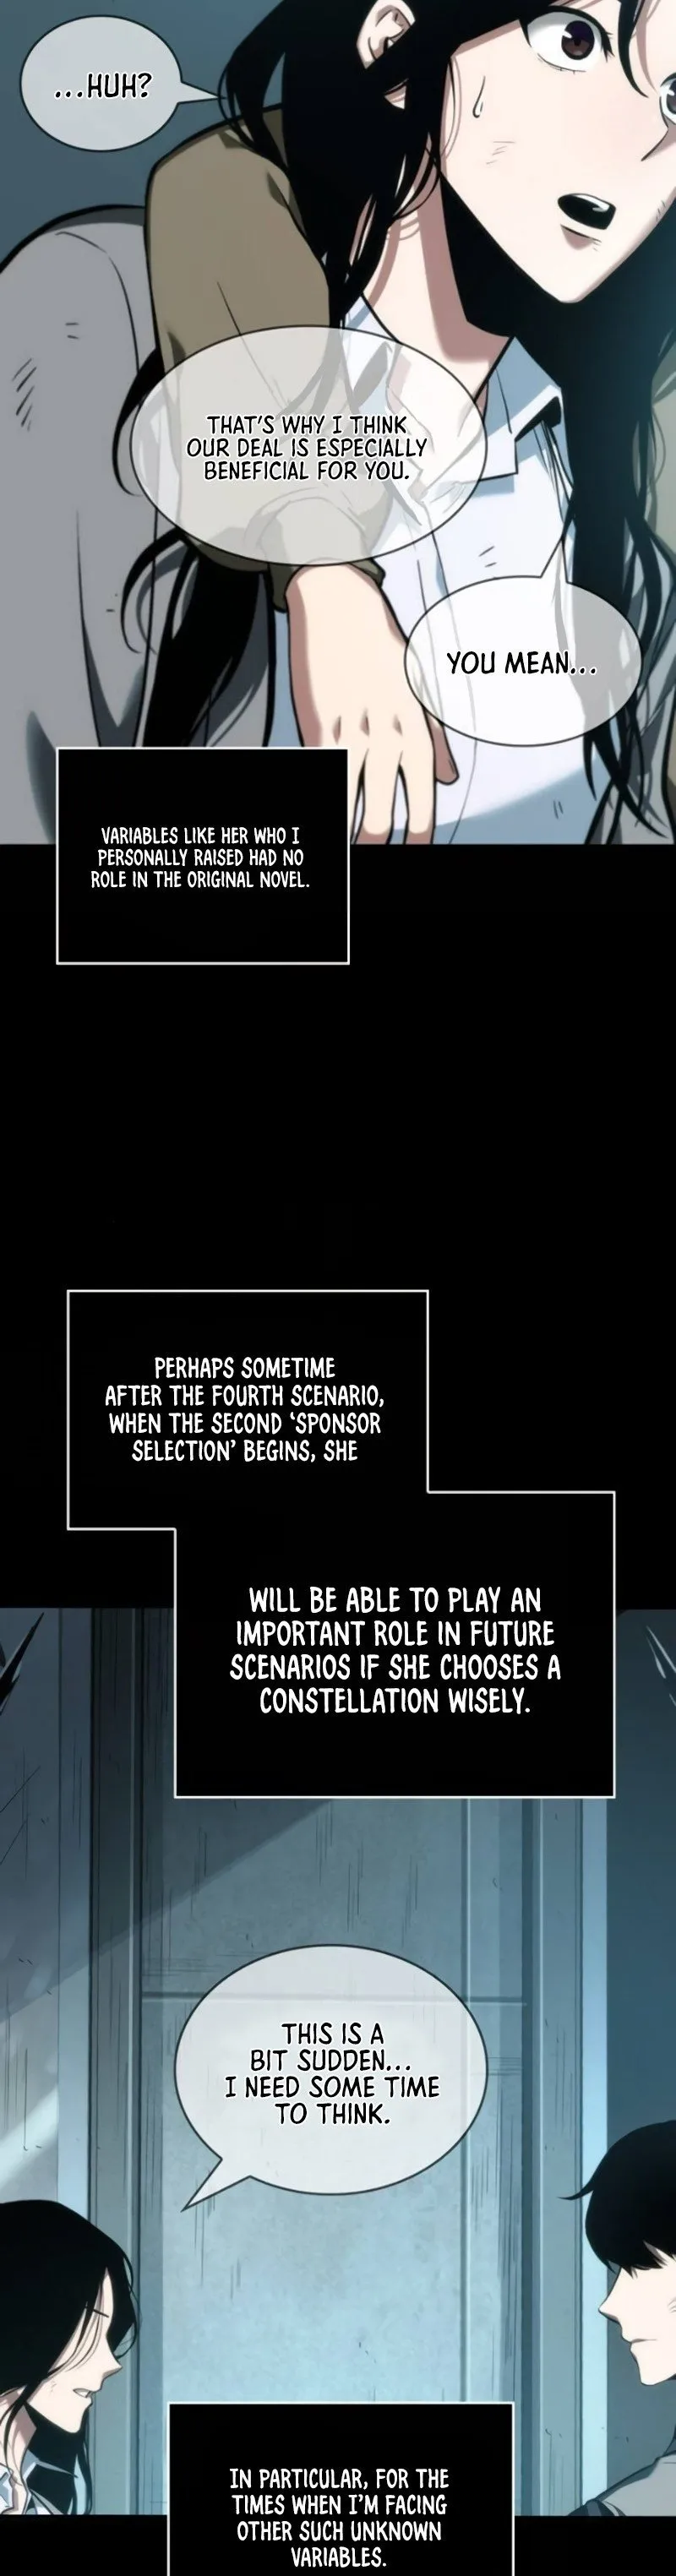 ...HUH?
THAT'S WHY I THINK
OUR DEAL IS ESPECIALLY
BENEFICIAL FOR YOU.
YOU MEAN...
VARIABLES LIKE HER WHO I
PERSONALLY RAISED HAD NO
ROLE IN THE ORIGINAL NOVEL.
PERHAPS SOMETIME
AFTER THE FOURTH SCENARIO,
WHEN THE SECOND 'SPONSOR
SELECTION' BEGINS, SHE
WILL BE ABLE TO PLAY AN
IMPORTANT ROLE IN FUTURE
SCENARIOS IF SHE CHOOSES A
CONSTELLATION WISELY.
THIS IS A
BIT SUDDEN...
I NEED SOME TIME
TO THINK.
IN PARTICULAR, FOR THE
TIMES WHEN I'M FACING
OTHER SUCH UNKNOWN
VARIABLES.